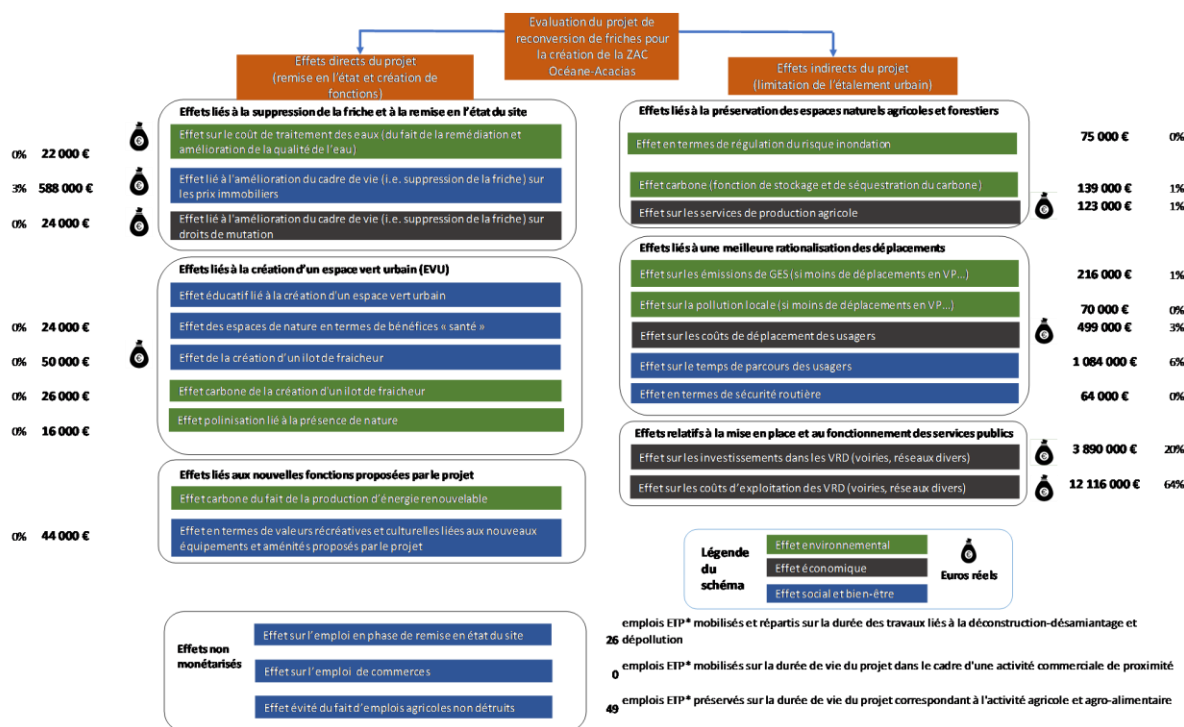 Evaluation du projet de
reconversion de friches pour
la création de la ZAC
Océane-Acacias
Effets directs du projet
(remise en l'état et création de
fonctions)
Effets indirects du projet
(limitation de l'étalement urbain)
Effets liés à la suppression de la friche et à la remise en l'état du site
0% 22 000 €
Effet sur le coût de traitement des eaux (du fait de la remédiation et
amélioration de la qualité de l'eau)
3% 588 000 €
Effet lié à l'amélioration du cadre de vie (i.e. suppression de la friche) sur
les prix immobiliers
0% 24 000 €
Effet lié à l'amélioration du cadre de vie (i.e. suppression de la friche) sur
droits de mutation
Effets liés à la création d'un espace vert urbain (EVU)
Effet éducatif lié à la création d'un espace vert urbain
0% 24 000 €
Effet des espaces de nature en termes de bénéfices « santé »
0% 50 000 €
Effet de la création d'un ilot de fraicheur
0% 26 000 €
Effet carbone de la création d'un ilot de fraicheur
0% 16 000 €
Effet polinisation lié à la présence de nature
Effets liés aux nouvelles fonctions proposées par le projet
Effet carbone du fait de la production d'énergie renouvelable
0% 44 000 €
Effet en termes de valeurs récréatives et culturelles liées aux nouveaux
équipements et aménités proposés par le projet
Effets liés à la préservation des espaces naturels agricoles et forestiers
Effet en termes de régulation du risque inondation
75 000 € 0%
Effet carbone (fonction de stockage et de séquestration du carbone)
139 000 € 1%
Effet sur les services de production agricole
123 000 € 1%
Effets liés à une meilleure rationalisation des déplacements
Effet sur les émissions de GES (si moins de déplacements en VP...)
216 000 € 1%
Effet sur la pollution locale (si moins de déplacements en VP...)
70 000 € 0%
Effet sur les coûts de déplacement des usagers
499 000 € 3%
Effet sur le temps de parcours des usagers
1 084 000 € 6%
Effet en termes de sécurité routière
64 000 € 0%
Effets relatifs à la mise en place et au fonctionnement des services publics
Effet sur les investissements dans les VRD (voiries, réseaux divers)
3 890 000 € 20%
Effet sur les coûts d'exploitation des VRD (voiries, réseaux divers)
12 116 000 € 64%
Légende
du
schéma
Effet environnemental
Effet économique
Effet social et bien-être
€
Euros réels
Effets non
monétarisés
Effet sur l'emploi en phase de remise en état du site
Effet sur l'emploi de commerces
Effet évité du fait d'emplois agricoles non détruits
emplois ETP* mobilisés et répartis sur la durée des travaux liés à la déconstruction-désamiantage et
26 dépollution
emplois ETP* mobilisés sur la durée de vie du projet dans le cadre d'une activité commerciale de proximité
0
emplois ETP* préservés sur la durée de vie du projet correspondant à l'activité agricole et agro-alimentaire
49